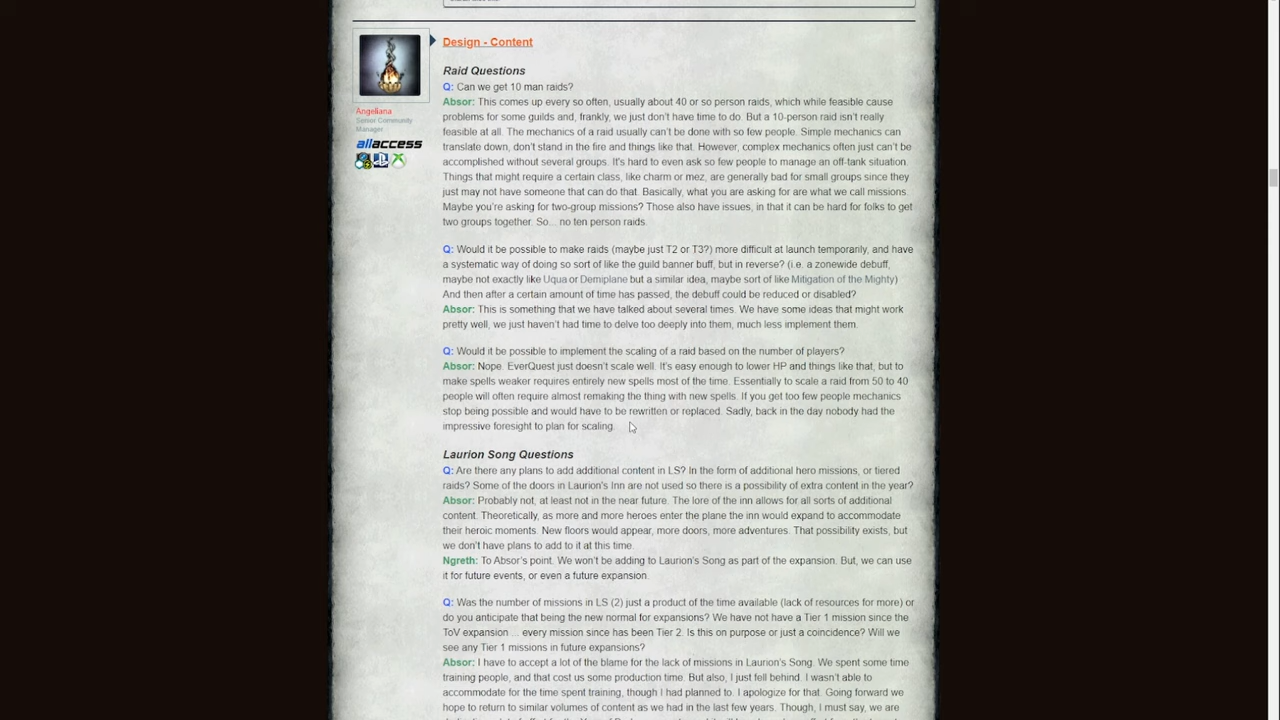 Design - Content
Raid Questions
Angeliana
Senior Community
Manager
allaccess
Q: Can we get 10 man raids?
Absor: This comes up every so often, usually about 40 or so person raids, which while feasible cause
problems for some guilds and, frankly, we just don't have time to do. But a 10-person raid isn't really
feasible at all. The mechanics of a raid usually can't be done with so few people. Simple mechanics can
translate down, don't stand in the fire and things like that. However, complex mechanics often just can't be
accomplished without several groups. It's hard to even ask so few people to manage an off-tank situation.
Things that might require a certain class, like charm or mez, are generally bad for small groups since they
just may not have someone that can do that. Basically, what you are asking for are what we call missions.
Maybe you're asking for two-group missions? Those also have issues, in that it can be hard for folks to get
two groups together. So... no ten person raids.
Q: Would it be possible to make raids (maybe just T2 or T3?) more difficult at launch temporarily, and have
a systematic way of doing so sort of like the guild banner buff, but in reverse? (i.e. a zonewide debuff,
maybe not exactly like Uqua or Demiplane but a similar idea, maybe sort of like Mitigation of the Mighty)
And then after a certain amount of time has passed, the debuff could be reduced or disabled?
Absor: This is something that we have talked about several times. We have some ideas that might work
pretty well, we just haven't had time to delve too deeply into them, much less implement them.
Q: Would it be possible to implement the scaling of a raid based on the number of players?
Absor: Nope. EverQuest just doesn't scale well. It's easy enough to lower HP and things like that, but to
make spells weaker requires entirely new spells most of the time. Essentially to scale a raid from 50 to 40
people will often require almost remaking the thing with new spells. If you get too few people mechanics
stop being possible and would have to be rewritten or replaced. Sadly, back in the day nobody had the
impressive foresight to plan for scaling.
Laurion Song Questions
Q: Are there any plans to add additional content in LS? In the form of additional hero missions, or tiered
raids? Some of the doors in Laurion's Inn are not used so there is a possibility of extra content in the year?
Absor: Probably not, at least not in the near future. The lore of the inn allows for all sorts of additional
content. Theoretically, as more and more heroes enter the plane the inn would expand to accommodate
their heroic moments. New floors would appear, more doors, more adventures. That possibility exists, but
we don't have plans to add to it at this time.
Ngreth: To Absor's point. We won't be adding to Laurion's Song as part of the expansion. But, we can use
it for future events, or even a future expansion.
Q: Was the number of missions in LS (2) just a product of the time available (lack of resources for more) or
do you anticipate that being the new normal for expansions? We have not have a Tier 1 mission since the
ToV expansion ... every mission since has been Tier 2. Is this on purpose or just a coincidence? Will we
see any Tier 1 missions in future expansions?
Absor: I have to accept a lot of the blame for the lack of missions in Laurion's Song. We spent some time
training people, and that cost us some production time. But also, I just fell behind. I wasn't able to
accommodate for the time spent training, though I had planned to. I apologize for that. Going forward we
hope to return to similar volumes of content as we had in the last few years. Though, I must say, we are